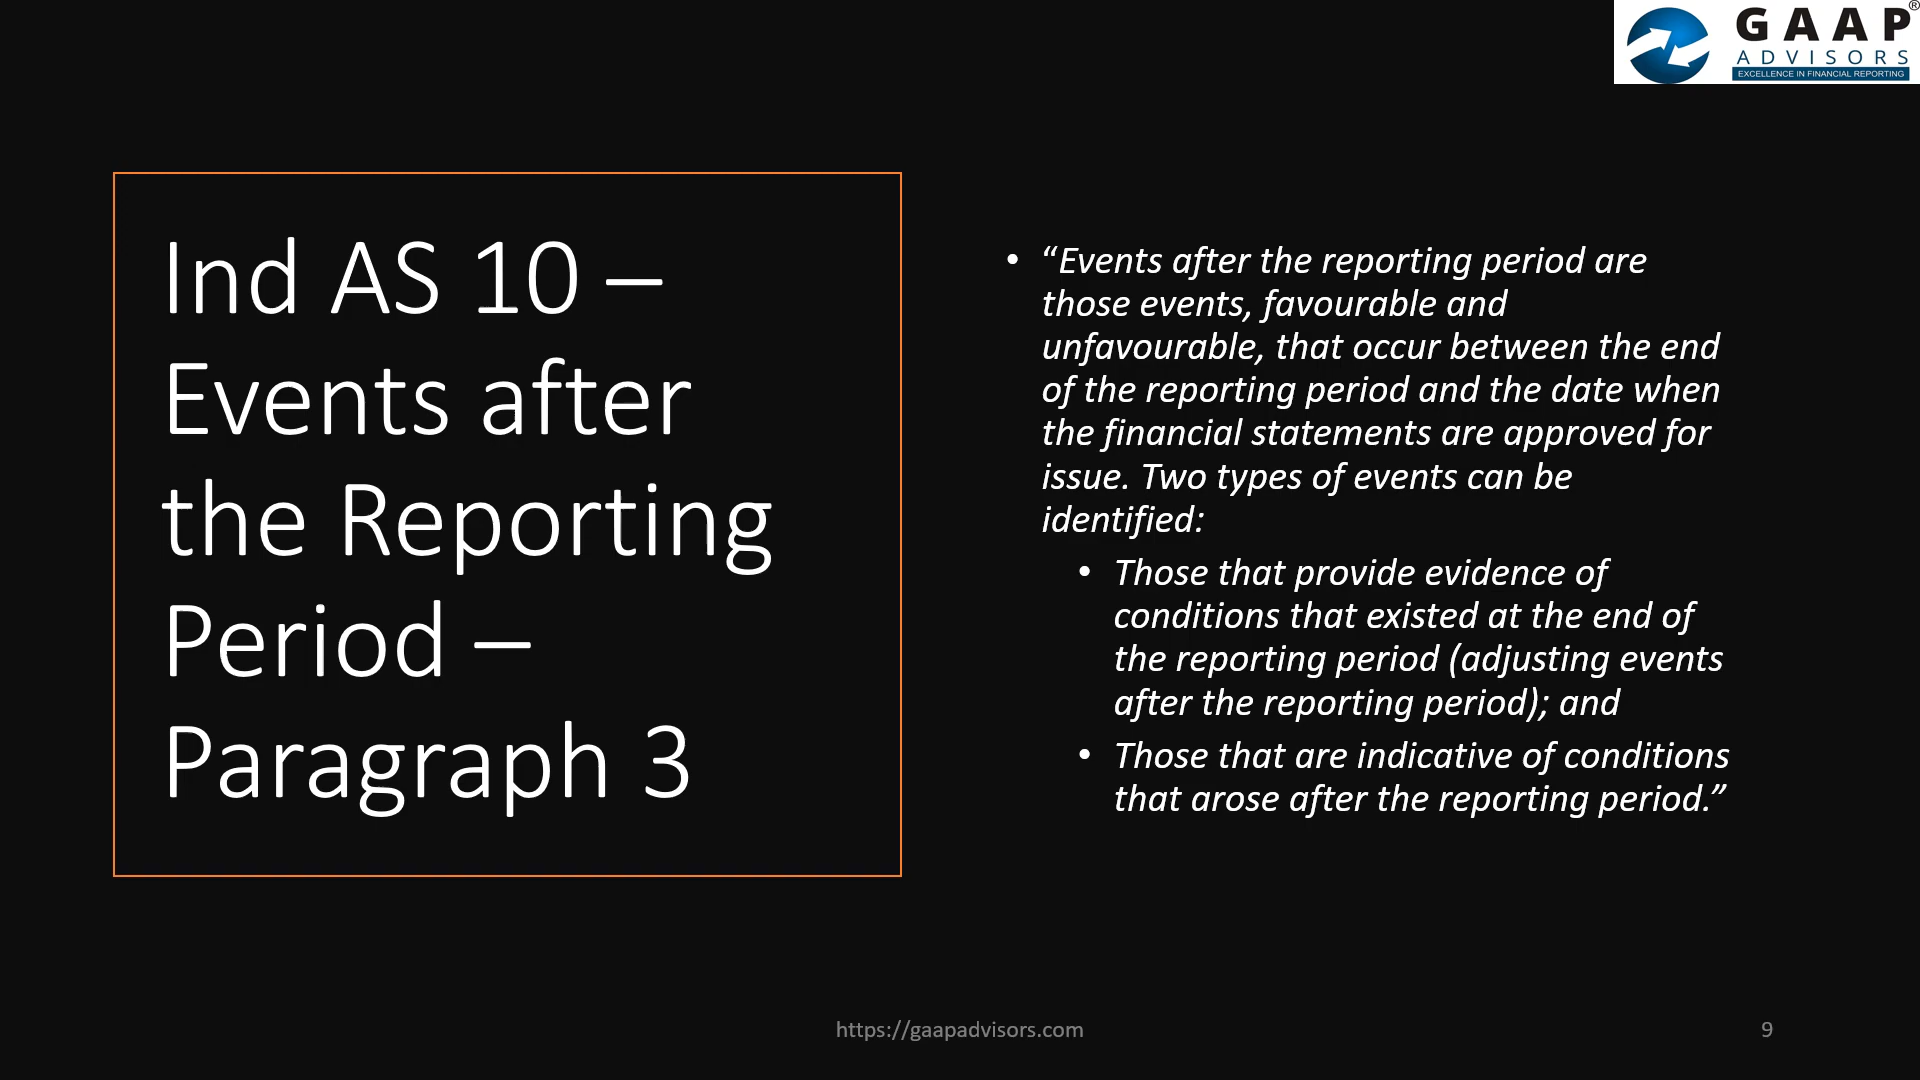 GAAP®
ADVISORS
EXCELLENCE IN FINANCIAL REPORTING
Ind AS 10 –
Events after
the Reporting
Period –
Paragraph 3
• “Events after the reporting period are
those events, favourable and
unfavourable, that occur between the end
of the reporting period and the date when
the financial statements are approved for
issue. Two types of events can be
identified:
• Those that provide evidence of
conditions that existed at the end of
the reporting period (adjusting events
after the reporting period); and
• Those that are indicative of conditions
that arose after the reporting period.”
https://gaapadvisors.com
9